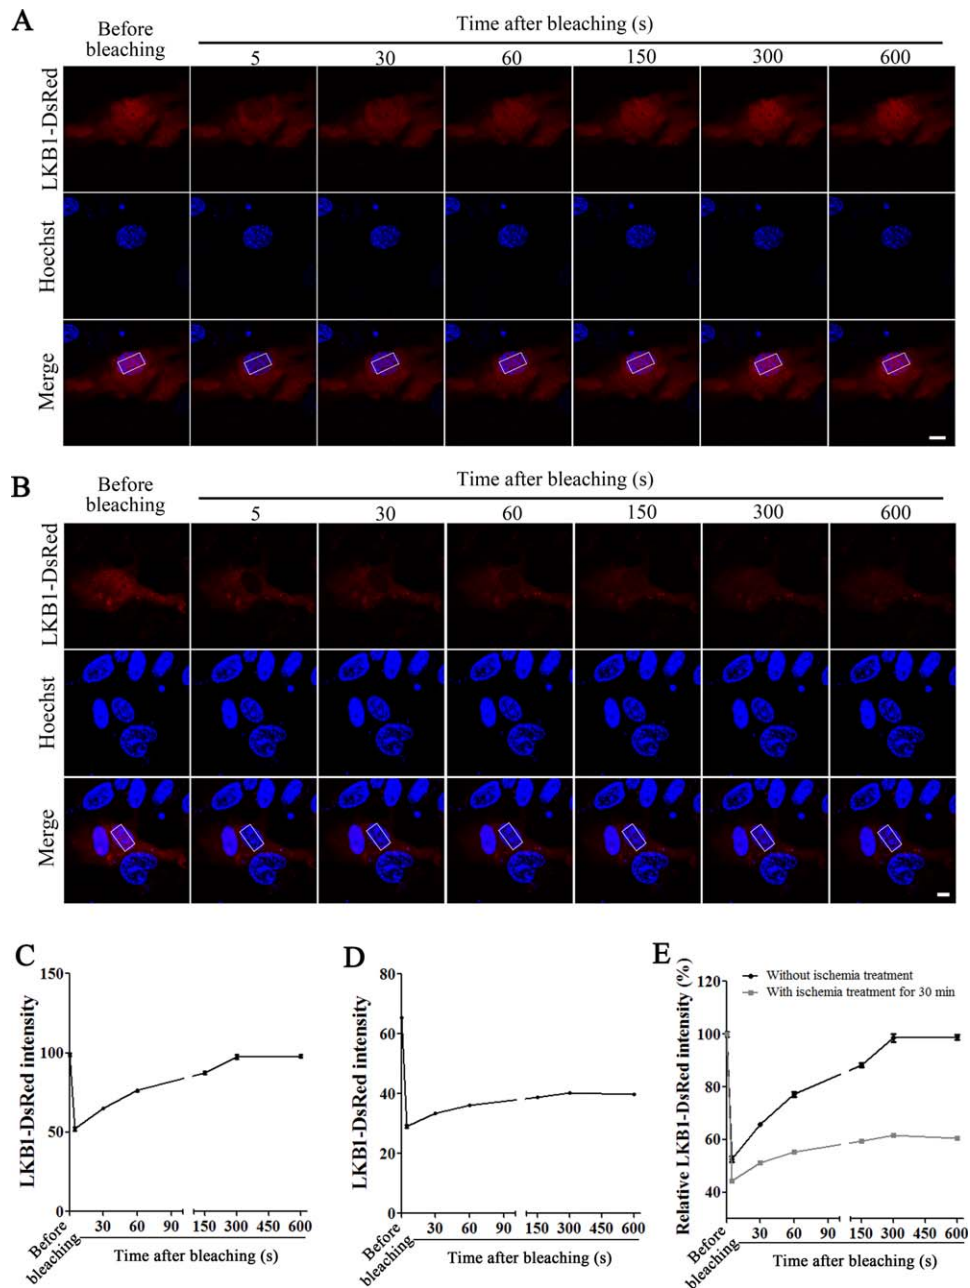 A
Before bleaching
Time after bleaching (s)
5 30 60 150 300 600
LKB1-DsRed
Hoechst
Merge
B
Before bleaching
Time after bleaching (s)
5 30 60 150 300 600
LKB1-DsRed
Hoechst
Merge
C
LKB1-DsRed intensity
150
100
50
0
Before bleaching
30 60 90 150 300 450 600
Time after bleaching (s)
D
LKB1-DsRed intensity
80
60
40
20
0
Before bleaching
30 60 90 150 300 450 600
Time after bleaching (s)
E
Relative LKB1-DsRed intensity (%)
120
100
80
60
40
Without ischemia treatment
With ischemia treatment for 30 min
Before bleaching
30 60 90 150 300 450 600
Time after bleaching (s)